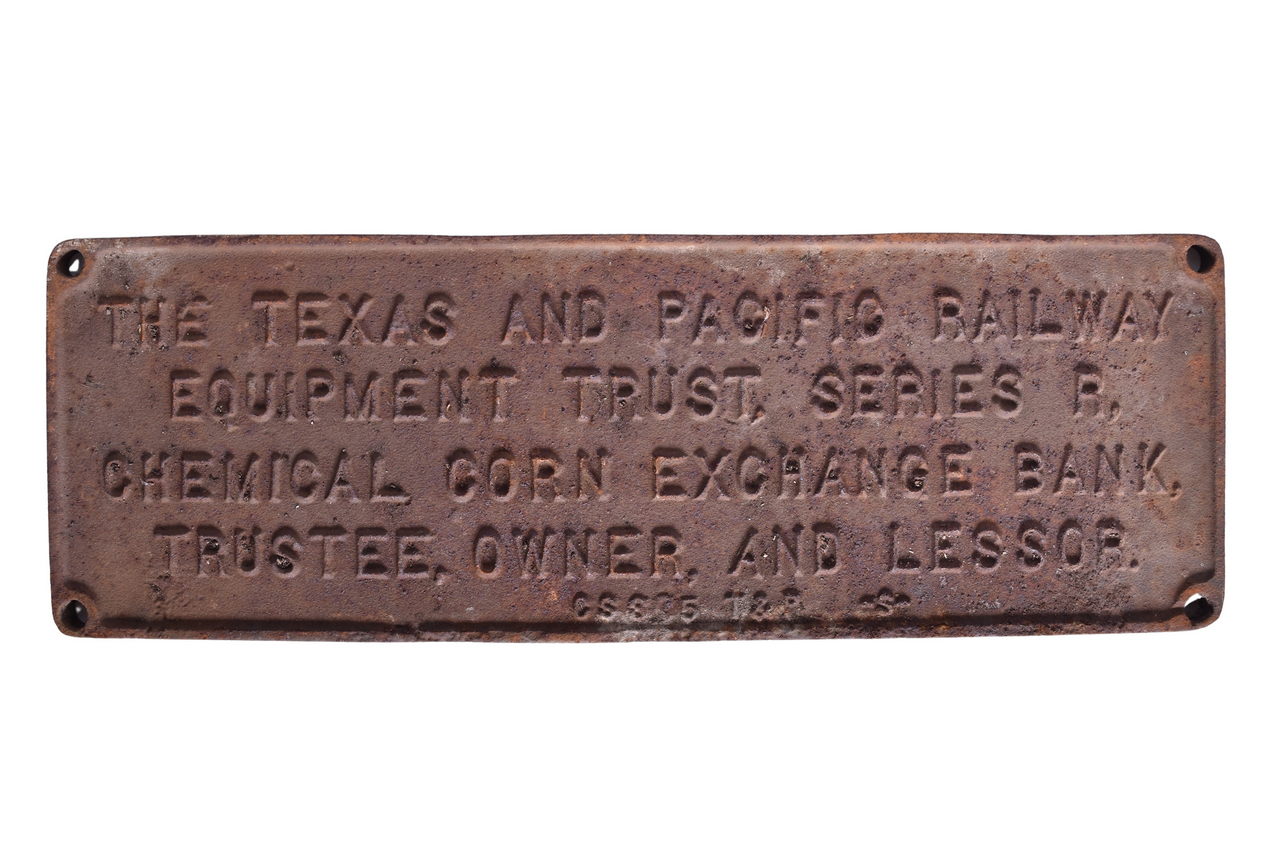 THE TEXAS AND PACIFIC RAILWAY
EQUIPMENT TRUST, SERIES R,
CHEMICAL CORN EXCHANGE BANK,
TRUSTEE, OWNER, AND LESSOR.
T&P -S-